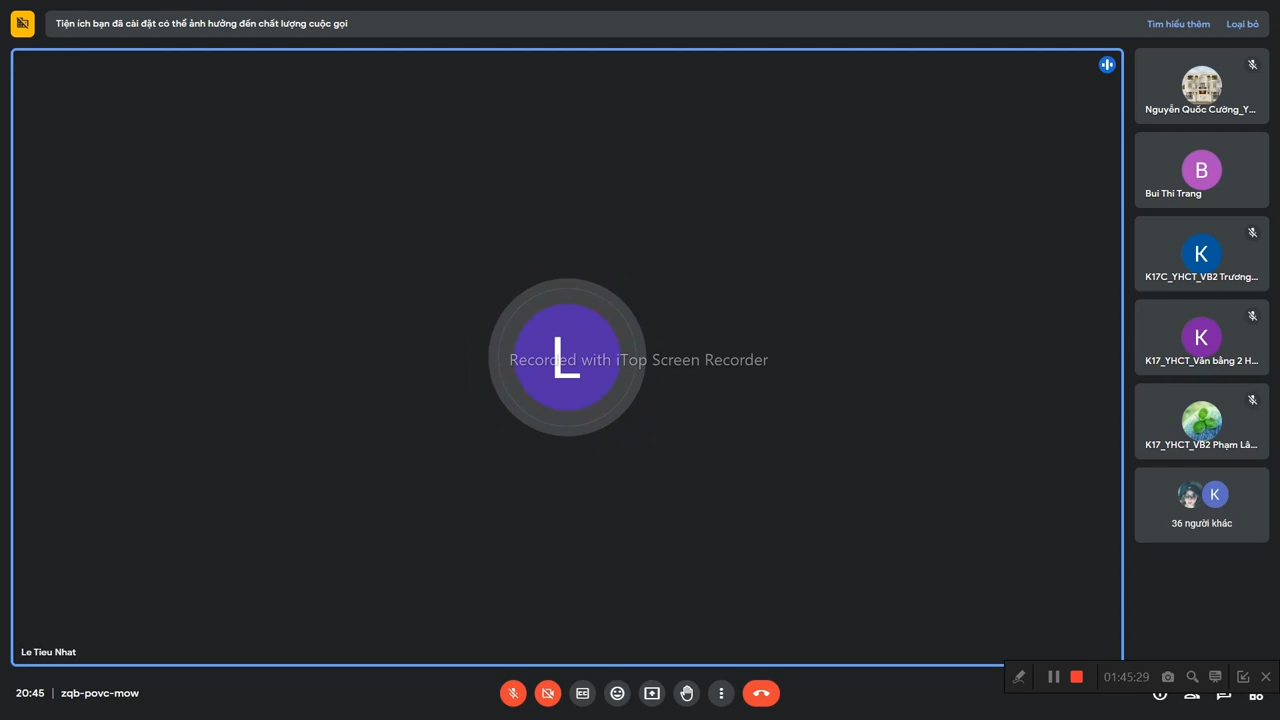 Tiện ích bạn đã cài đặt có thể ảnh hưởng đến chất lượng cuộc gọi
Tìm hiểu thêm
Loại bỏ
Nguyễn Quốc Cường_Y...
B
Bui Thi Trang
K
K17C_YHCT_VB2 Trương...
K
K17_YHCT_Văn bằng 2 H...
K17_YHCT_VB2 Phạm Lâ...
K
36 người khác
L
Recorded with iTop Screen Recorder
Le Tieu Nhat
20:45 | zqb-povc-mow
01:45:29